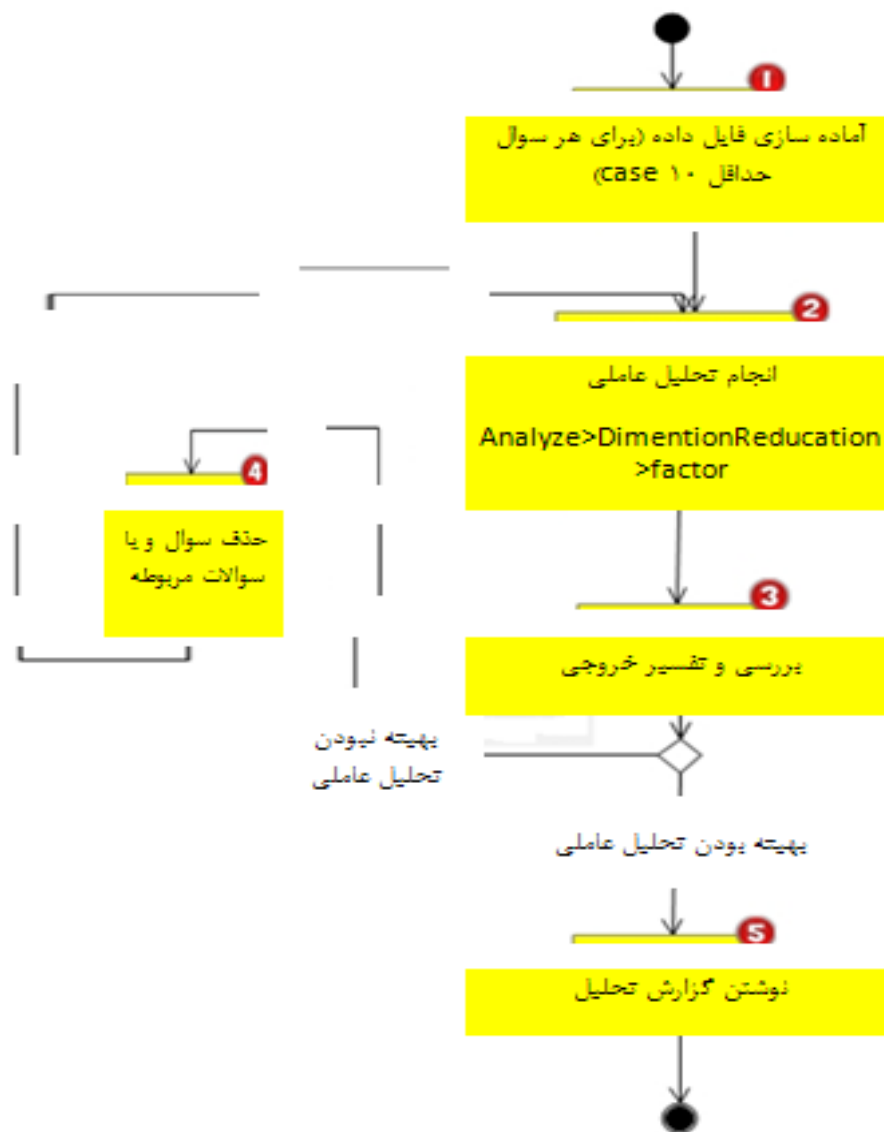 1
آماده سازی فایل داده (برای هر سوال
حداقل ۱۰ case)
2
انجام تحلیل عاملی
Analyze>DimentionReducation
>factor
4
حذف سوال و یا
سوالات مربوطه
3
بررسی و تفسیر خروجی
بهیته نبودن
تحلیل عاملی
بهیته بودن تحلیل عاملی
5
نوشتن گزارش تحلیل